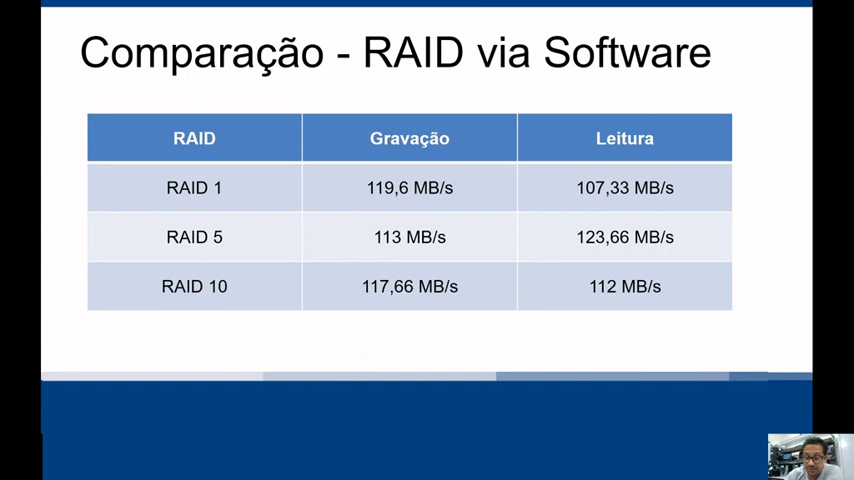 Comparação - RAID via Software
RAID Gravação Leitura
RAID 1 119,6 MB/s 107,33 MB/s
RAID 5 113 MB/s 123,66 MB/s
RAID 10 117,66 MB/s 112 MB/s